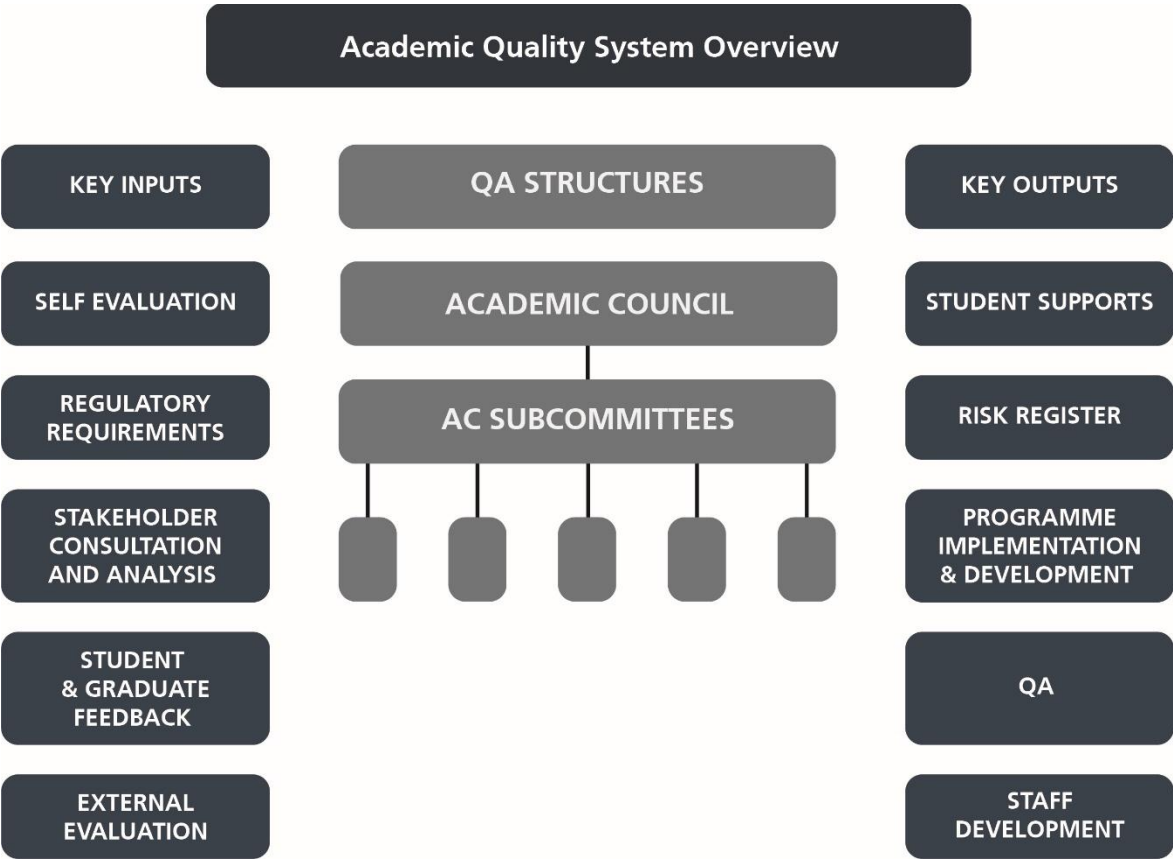 Academic Quality System Overview
KEY INPUTS
SELF EVALUATION
REGULATORY
REQUIREMENTS
STAKEHOLDER
CONSULTATION
AND ANALYSIS
STUDENT
& GRADUATE
FEEDBACK
EXTERNAL
EVALUATION
QA STRUCTURES
ACADEMIC COUNCIL
AC SUBCOMMITTEES
KEY OUTPUTS
STUDENT SUPPORTS
RISK REGISTER
PROGRAMME
IMPLEMENTATION
& DEVELOPMENT
QA
STAFF
DEVELOPMENT